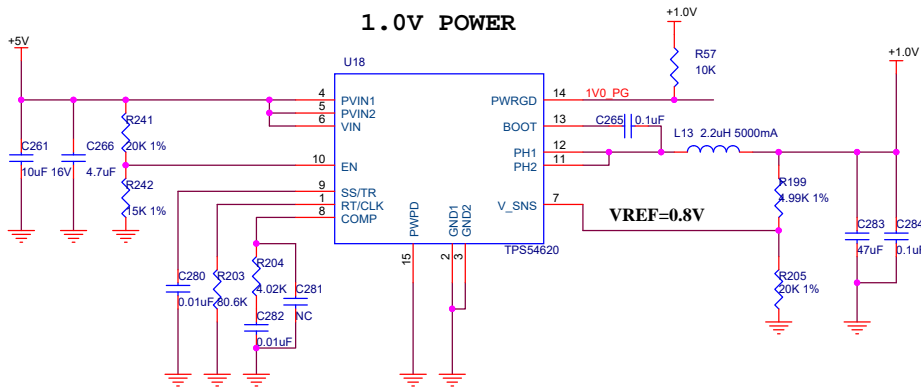 1.0V POWER
+5V
+1.0V
+1.0V
U18
R57
10K
4 PVIN1
5 PVIN2
6 VIN
PWRGD 14 1V0_PG
BOOT 13
C265 0.1uF
L13 2.2uH 5000mA
PH1 12
PH2 11
R241
20K 1%
C261
10uF 16V
C266
4.7uF
10 EN
R242
15K 1%
9 SS/TR
1 RT/CLK
8 COMP
V_SNS 7
VREF=0.8V
R199
4.99K 1%
PWPD
GND1
GND2
TPS54620
15
2
3
C283
47uF
C284
0.1uF
C280
0.01uF
R203
80.6K
R204
4.02K
C281
NC
C282
0.01uF
R205
20K 1%